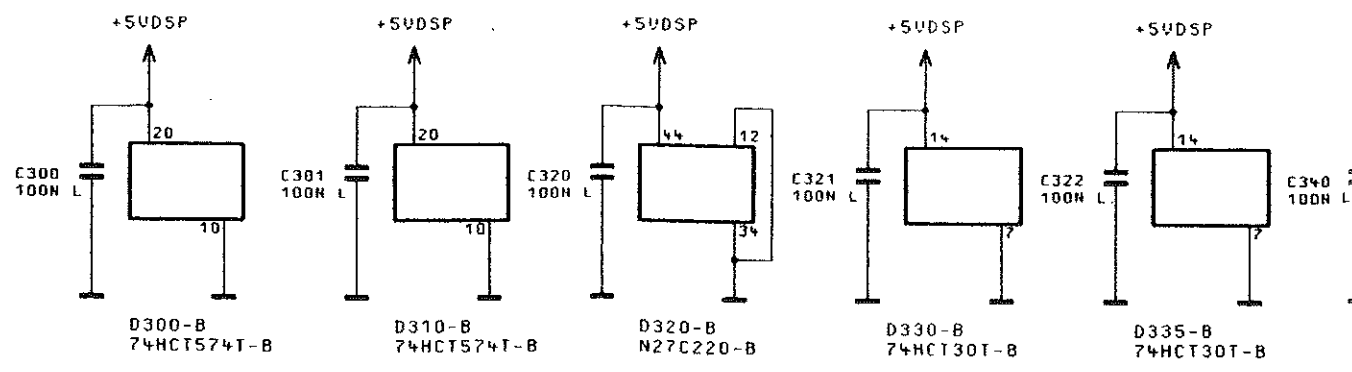 +5VDSP
+5VDSP
+5VDSP
+5VDSP
+5VDSP
20
20
44
12
14
14
C300
100N L
C301
100N L
C320
100N L
C321
100N L
C322
100N L
C340
100N L
10
10
34
7
7
D300-B
74HCT574T-B
D310-B
74HCT574T-B
D320-B
N27C220-B
D330-B
74HCT30T-B
D335-B
74HCT30T-B